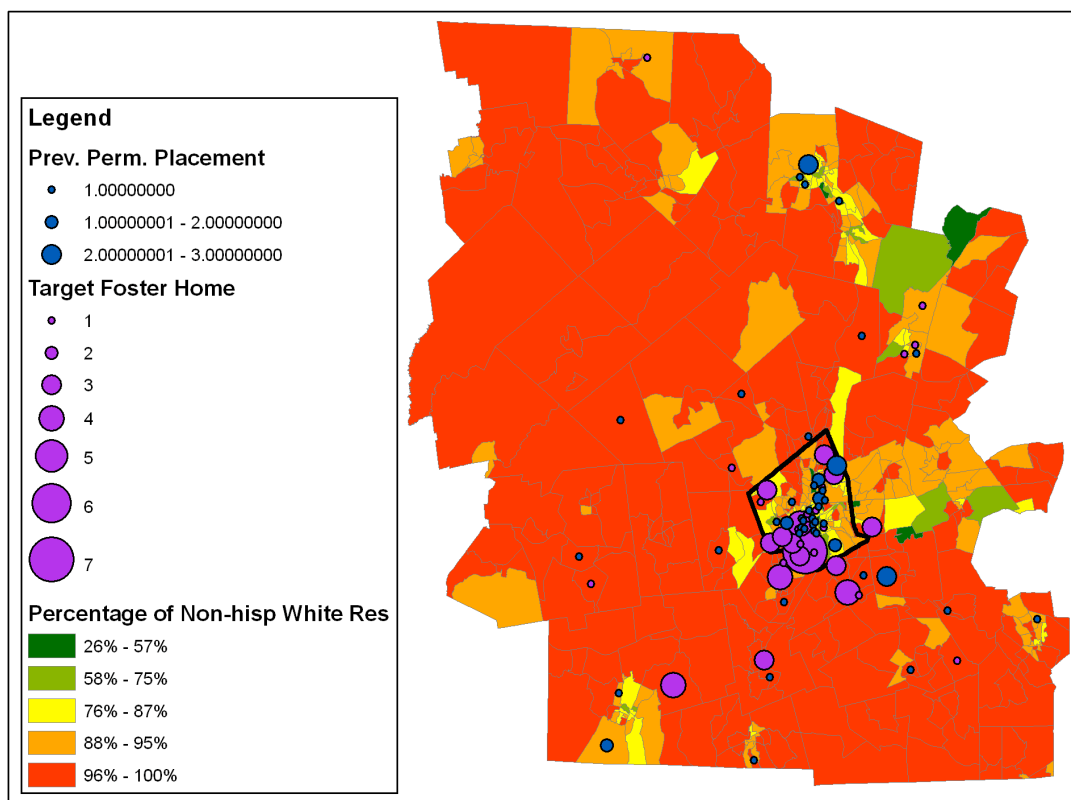 Legend
Prev. Perm. Placement
1.00000000
1.00000001 - 2.00000000
2.00000001 - 3.00000000
Target Foster Home
1
2
3
4
5
6
7
Percentage of Non-hisp White Res
26% - 57%
58% - 75%
76% - 87%
88% - 95%
96% - 100%